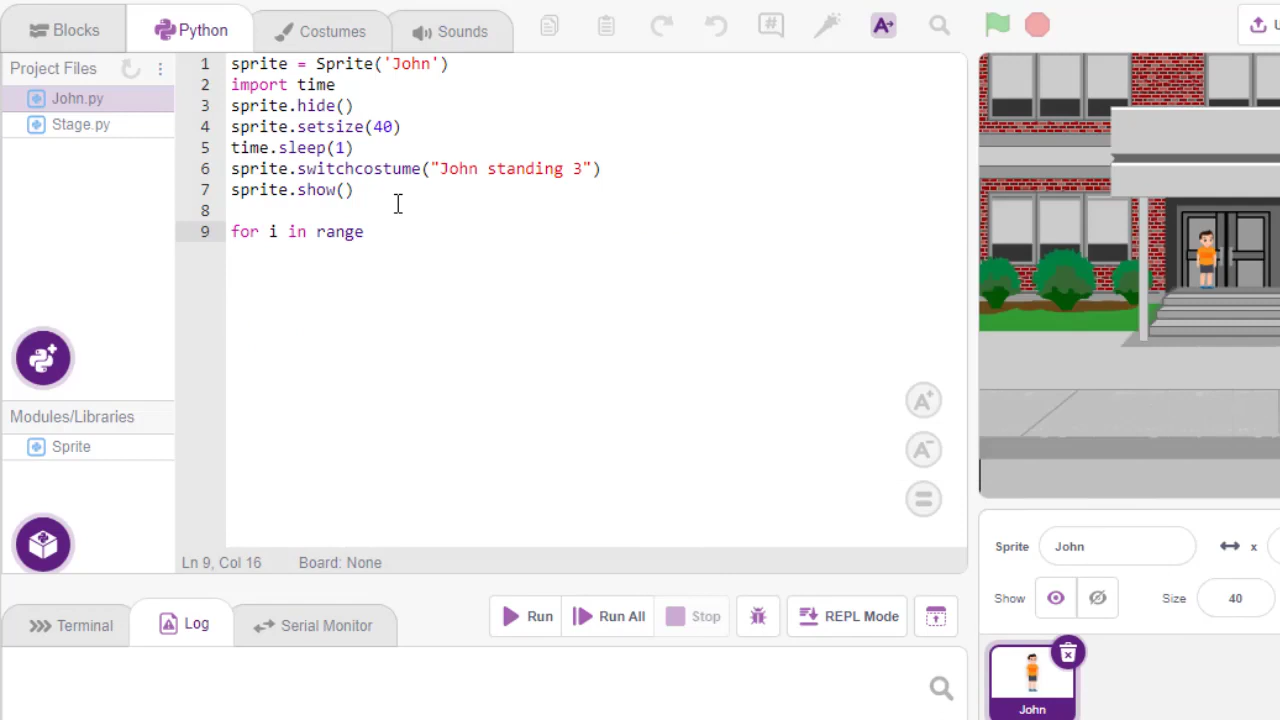 Blocks
Python
Costumes
Sounds
Project Files
John.py
Stage.py
Modules/Libraries
Sprite
1 sprite = Sprite('John')
2 import time
3 sprite.hide()
4 sprite.setsize(40)
5 time.sleep(1)
6 sprite.switchcostume("John standing 3")
7 sprite.show()
8
9 for i in range
Ln 9, Col 16 Board: None
Terminal
Log
Serial Monitor
Run
Run All
Stop
REPL Mode
Sprite John x
Show Size 40
John